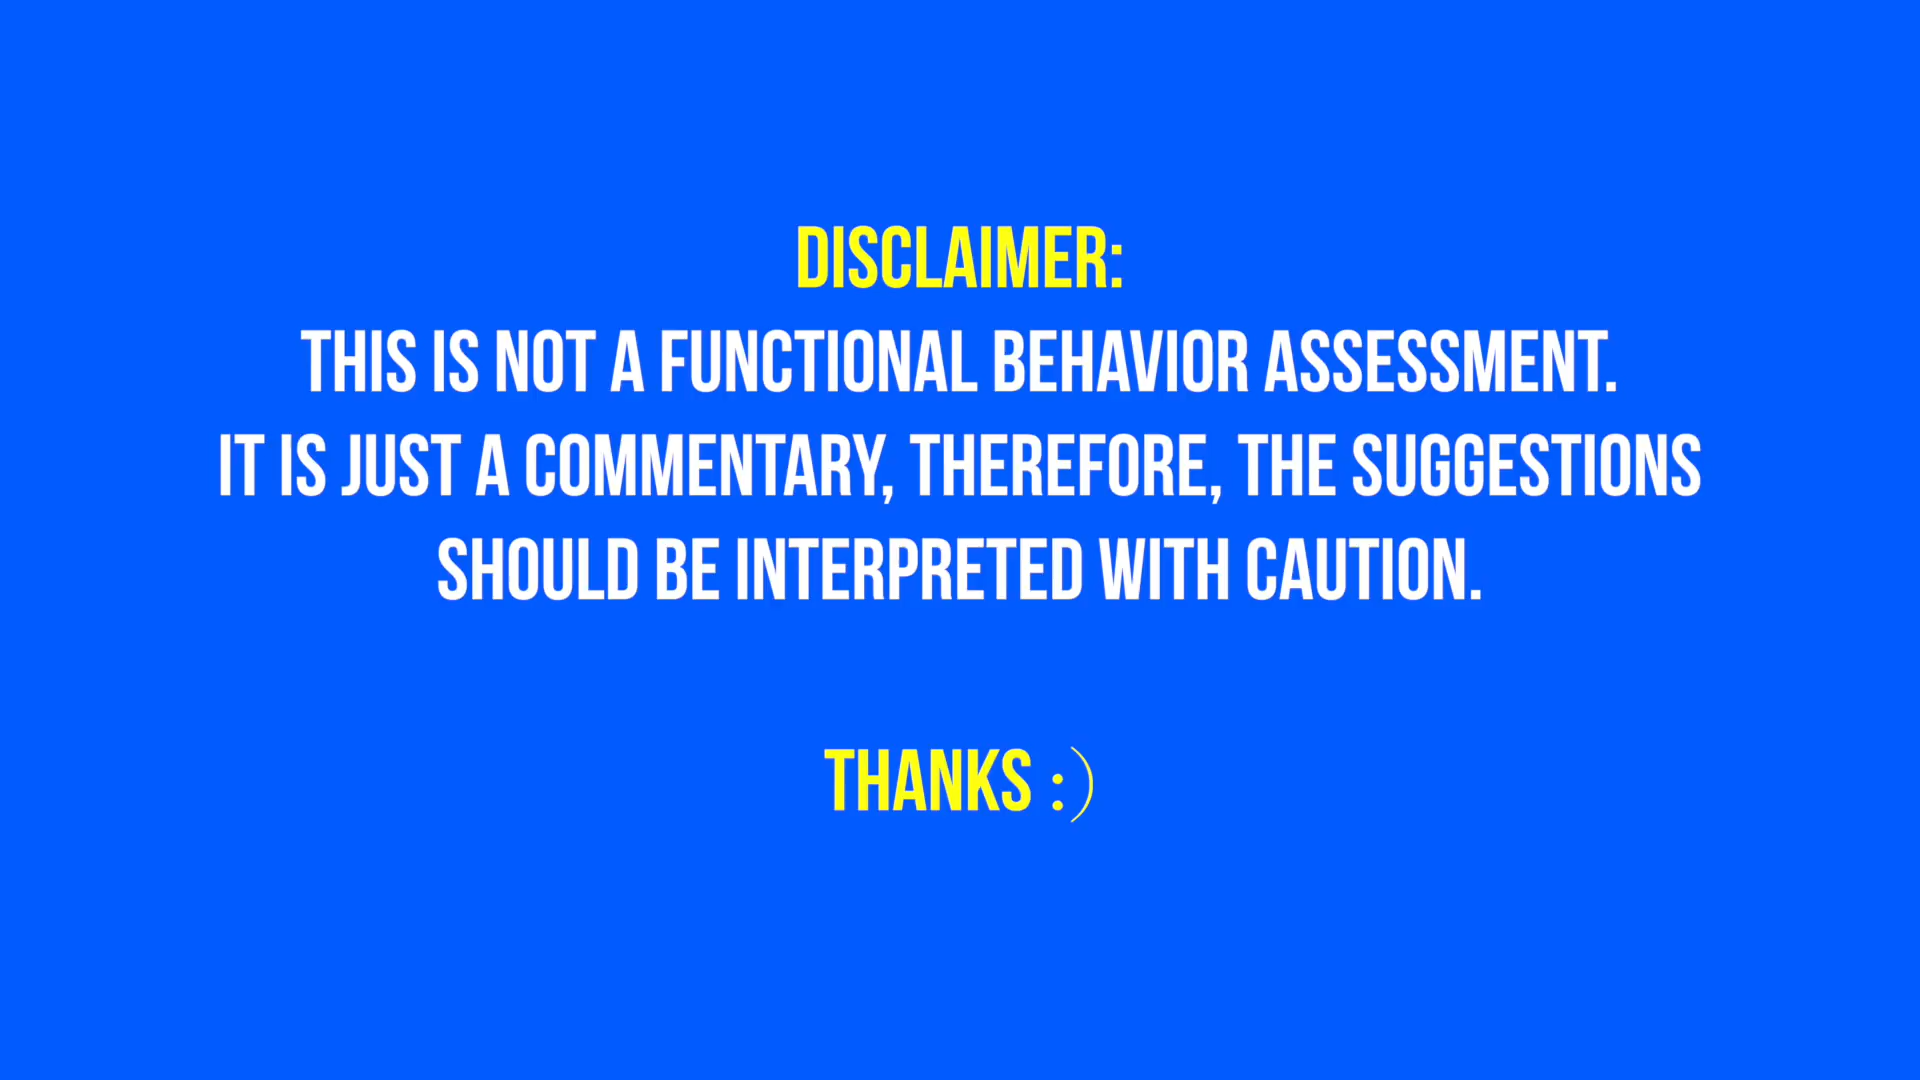 DISCLAIMER:
THIS IS NOT A FUNCTIONAL BEHAVIOR ASSESSMENT.
IT IS JUST A COMMENTARY, THEREFORE, THE SUGGESTIONS
SHOULD BE INTERPRETED WITH CAUTION.
THANKS :)